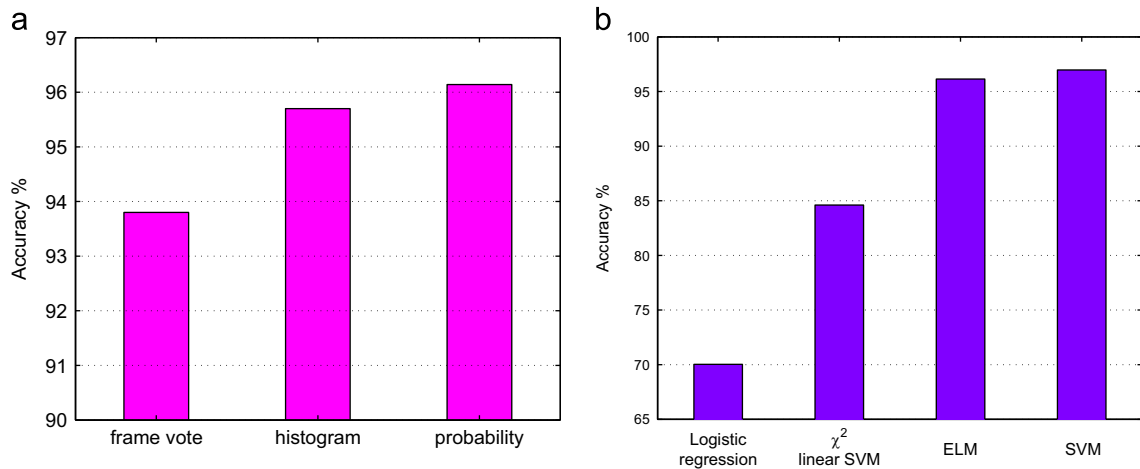 a
97
96
95
94
93
92
91
90
Accuracy %
frame vote histogram probability
b
100
95
90
85
80
75
70
65
Accuracy %
Logistic regression
χ² linear SVM
ELM
SVM